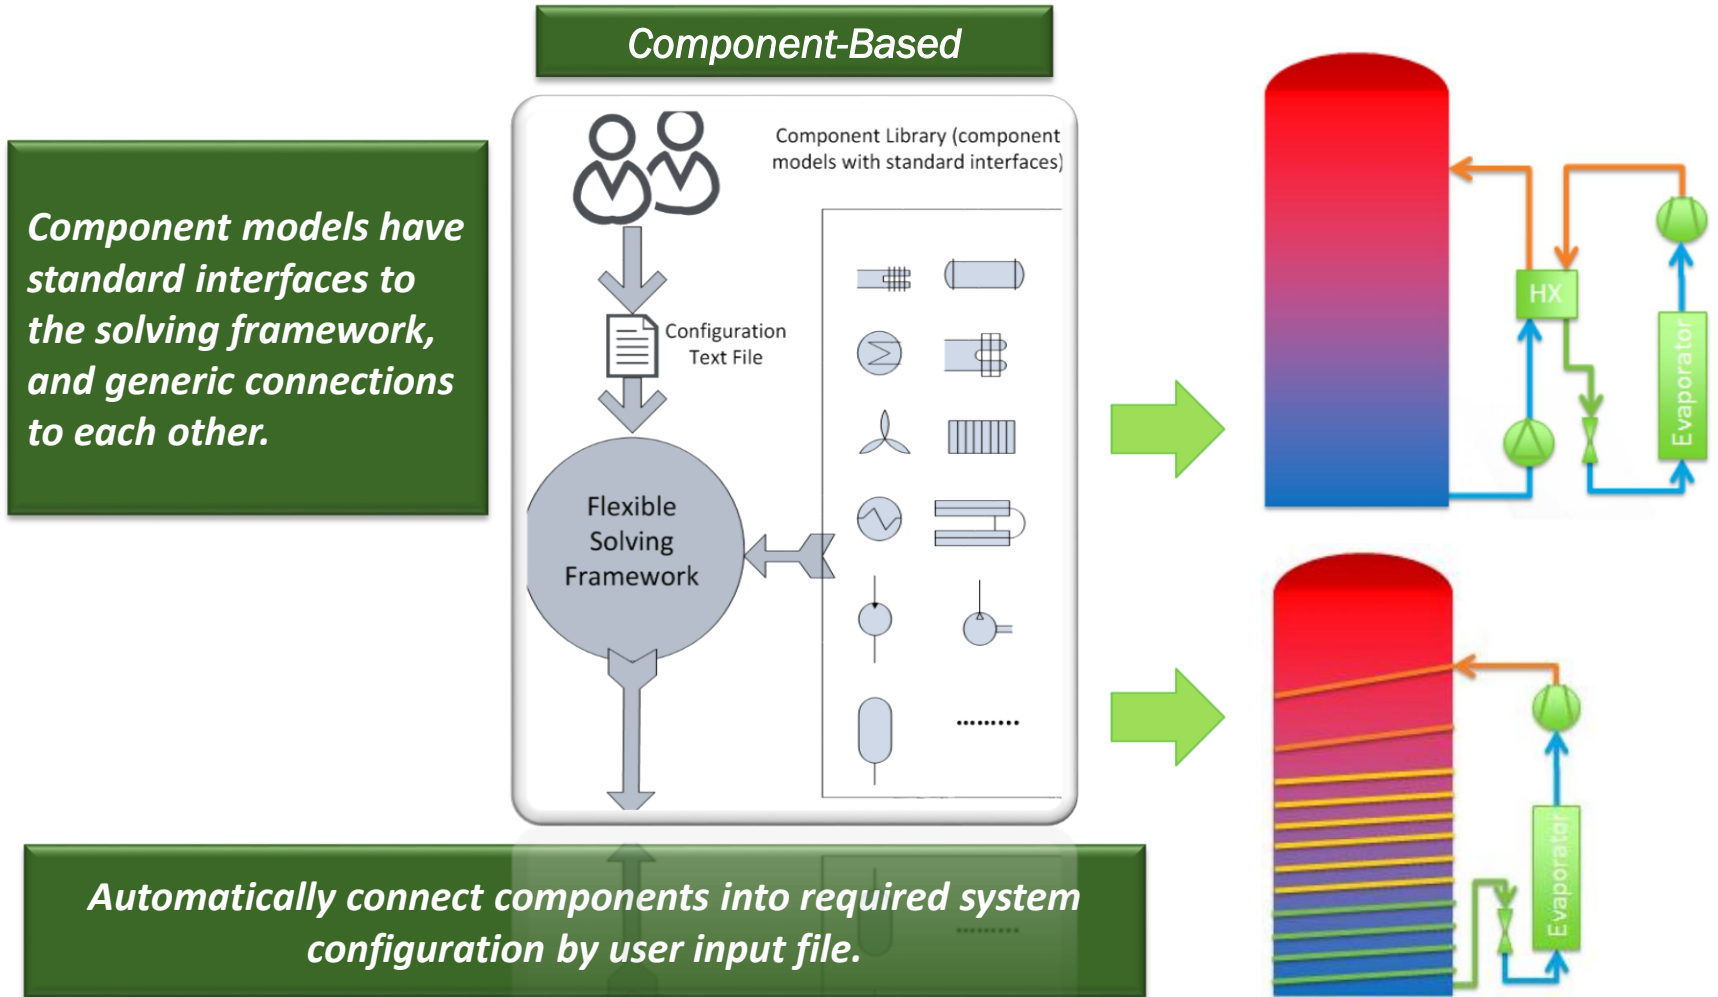 Component-Based
Component models have
standard interfaces to
the solving framework,
and generic connections
to each other.
Component Library (component
models with standard interfaces)
Configuration
Text File
Flexible
Solving
Framework
.........
HX
Evaporator
Evaporator
Automatically connect components into required system
configuration by user input file.